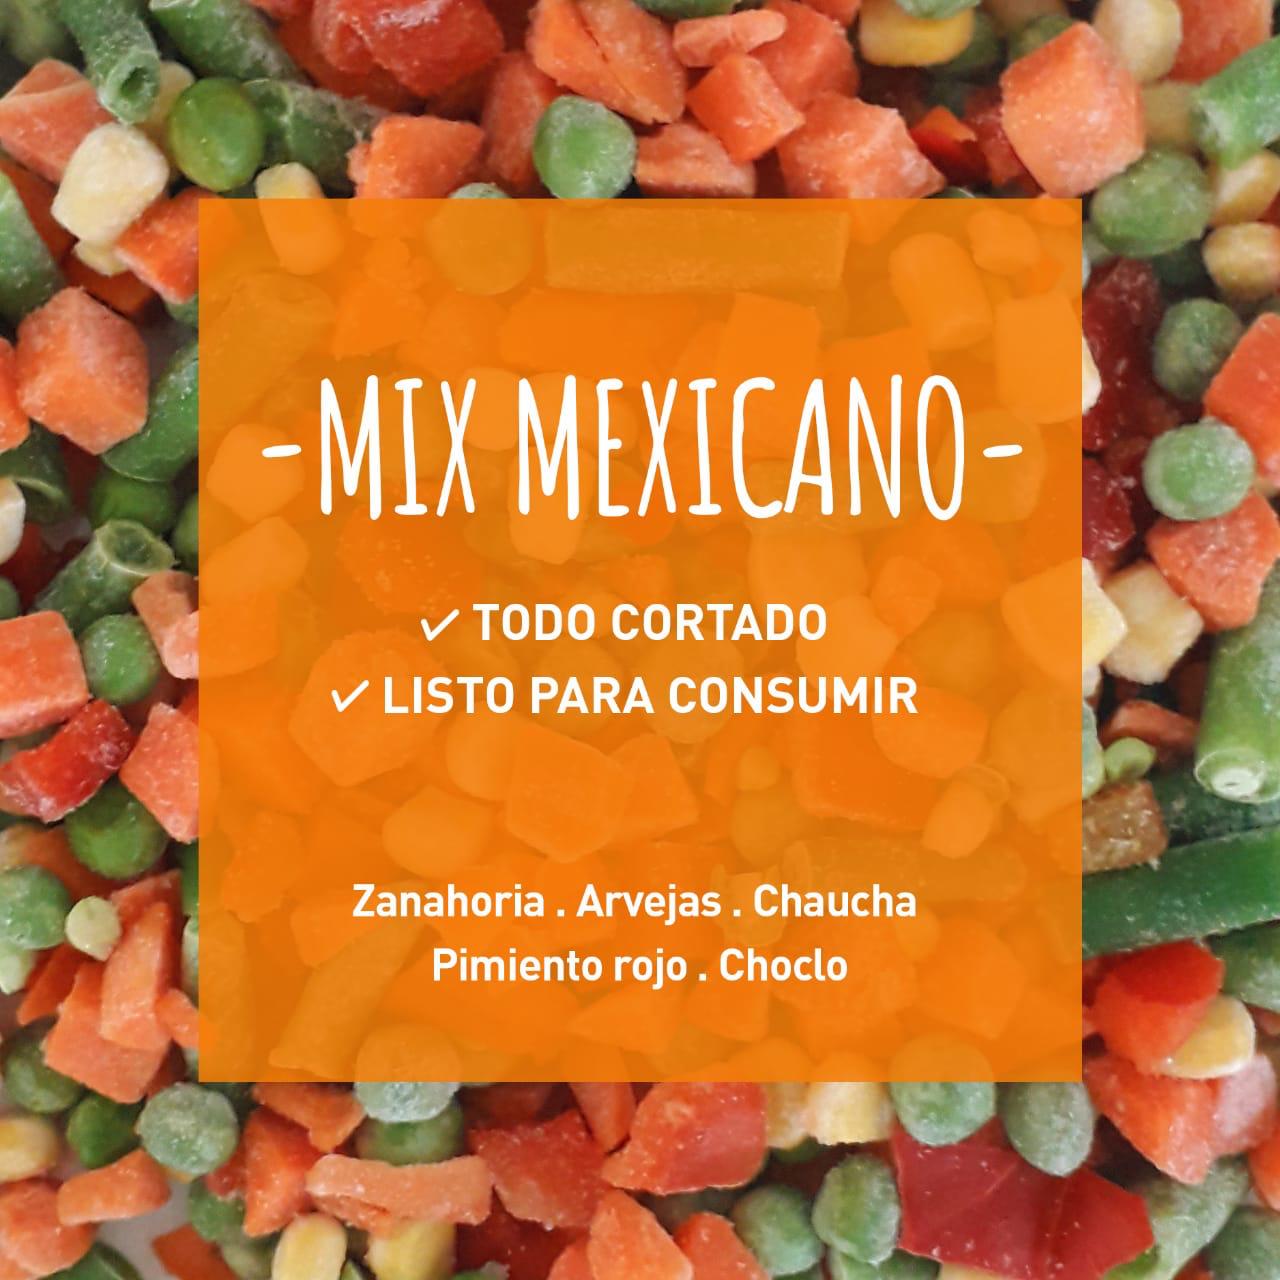 -MIX MEXICANO-
✓ TODO CORTADO
✓ LISTO PARA CONSUMIR
Zanahoria . Arvejas . Chaucha
Pimiento rojo . Choclo